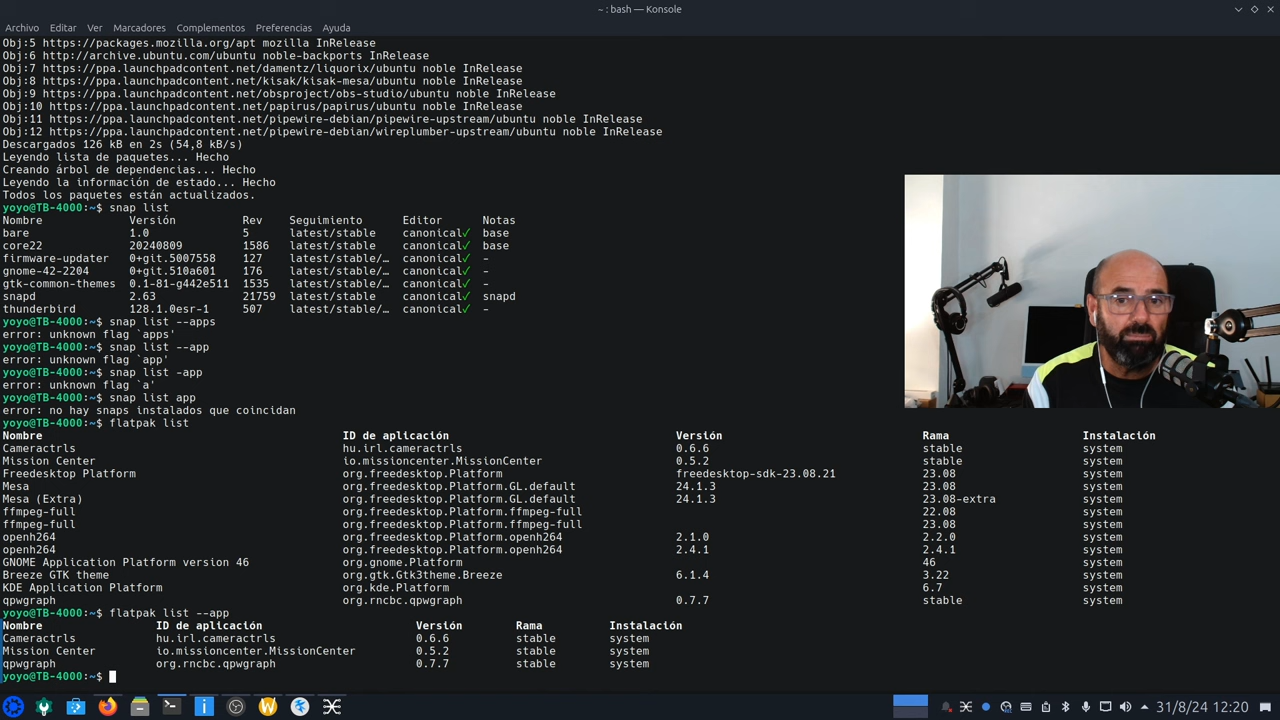 ~ : bash — Konsole
Archivo Editar Ver Marcadores Complementos Preferencias Ayuda
Obj:5 https://packages.mozilla.org/apt mozilla InRelease
Obj:6 http://archive.ubuntu.com/ubuntu noble-backports InRelease
Obj:7 https://ppa.launchpadcontent.net/damentz/liquorix/ubuntu noble InRelease
Obj:8 https://ppa.launchpadcontent.net/kisak/kisak-mesa/ubuntu noble InRelease
Obj:9 https://ppa.launchpadcontent.net/obsproject/obs-studio/ubuntu noble InRelease
Obj:10 https://ppa.launchpadcontent.net/papirus/papirus/ubuntu noble InRelease
Obj:11 https://ppa.launchpadcontent.net/pipewire-debian/pipewire-upstream/ubuntu noble InRelease
Obj:12 https://ppa.launchpadcontent.net/pipewire-debian/wireplumber-upstream/ubuntu noble InRelease
Descargados 126 kB en 2s (54,8 kB/s)
Leyendo lista de paquetes... Hecho
Creando árbol de dependencias... Hecho
Leyendo la información de estado... Hecho
Todos los paquetes están actualizados.
yoyo@TB-4000:~$ snap list
Nombre Versión Rev Seguimiento Editor Notas
bare 1.0 5 latest/stable canonical✓ base
core22 20240809 1586 latest/stable canonical✓ base
firmware-updater 0+git.5007558 127 latest/stable/… canonical✓ -
gnome-42-2204 0+git.510a601 176 latest/stable/… canonical✓ -
gtk-common-themes 0.1-81-g442e511 1535 latest/stable/… canonical✓ -
snapd 2.63 21759 latest/stable canonical✓ snapd
thunderbird 128.1.0esr-1 507 latest/stable/… canonical✓ -
yoyo@TB-4000:~$ snap list --apps
error: unknown flag `apps'
yoyo@TB-4000:~$ snap list --app
error: unknown flag `app'
yoyo@TB-4000:~$ snap list -app
error: unknown flag `a'
yoyo@TB-4000:~$ snap list app
error: no hay snaps instalados que coincidan
yoyo@TB-4000:~$ flatpak list
Nombre ID de aplicación Versión Rama Instalación
Cameractrls hu.irl.cameractrls 0.6.6 stable system
Mission Center io.missioncenter.MissionCenter 0.5.2 stable system
Freedesktop Platform org.freedesktop.Platform freedesktop-sdk-23.08.21 23.08 system
Mesa org.freedesktop.Platform.GL.default 24.1.3 23.08 system
Mesa (Extra) org.freedesktop.Platform.GL.default 24.1.3 23.08-extra system
ffmpeg-full org.freedesktop.Platform.ffmpeg-full 22.08 system
ffmpeg-full org.freedesktop.Platform.ffmpeg-full 23.08 system
openh264 org.freedesktop.Platform.openh264 2.1.0 2.2.0 system
openh264 org.freedesktop.Platform.openh264 2.4.1 2.4.1 system
GNOME Application Platform version 46 org.gnome.Platform 46 system
Breeze GTK theme org.gtk.Gtk3theme.Breeze 6.1.4 3.22 system
KDE Application Platform org.kde.Platform 6.7 system
qpwgraph org.rncbc.qpwgraph 0.7.7 stable system
yoyo@TB-4000:~$ flatpak list --app
Nombre ID de aplicación Versión Rama Instalación
Cameractrls hu.irl.cameractrls 0.6.6 stable system
Mission Center io.missioncenter.MissionCenter 0.5.2 stable system
qpwgraph org.rncbc.qpwgraph 0.7.7 stable system
yoyo@TB-4000:~$
31/8/24 12:20